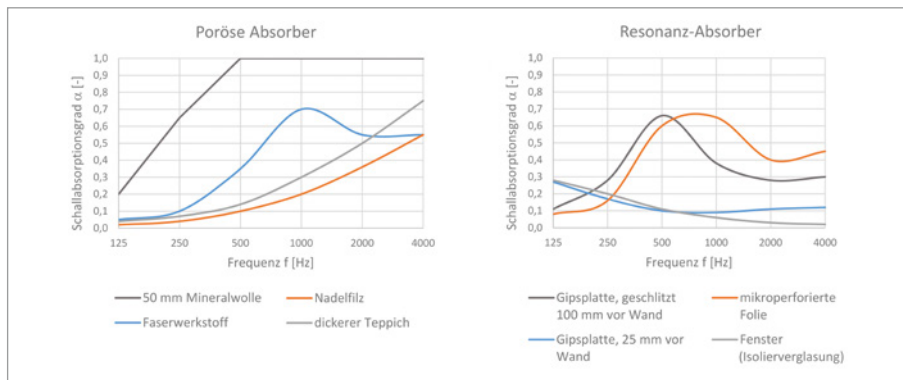 Poröse Absorber
Schallabsorptionsgrad α [-]
1,0
0,9
0,8
0,7
0,6
0,5
0,4
0,3
0,2
0,1
0,0
125 250 500 1000 2000 4000
Frequenz f [Hz]
50 mm Mineralwolle Nadelfilz
Faserwerkstoff dickerer Teppich
Resonanz-Absorber
Schallabsorptionsgrad α [-]
1,0
0,9
0,8
0,7
0,6
0,5
0,4
0,3
0,2
0,1
0,0
125 250 500 1000 2000 4000
Frequenz f [Hz]
Gipsplatte, geschlitzt mikroperforierte
100 mm vor Wand Folie
Gipsplatte, 25 mm vor Fenster
Wand (Isolierverglasung)